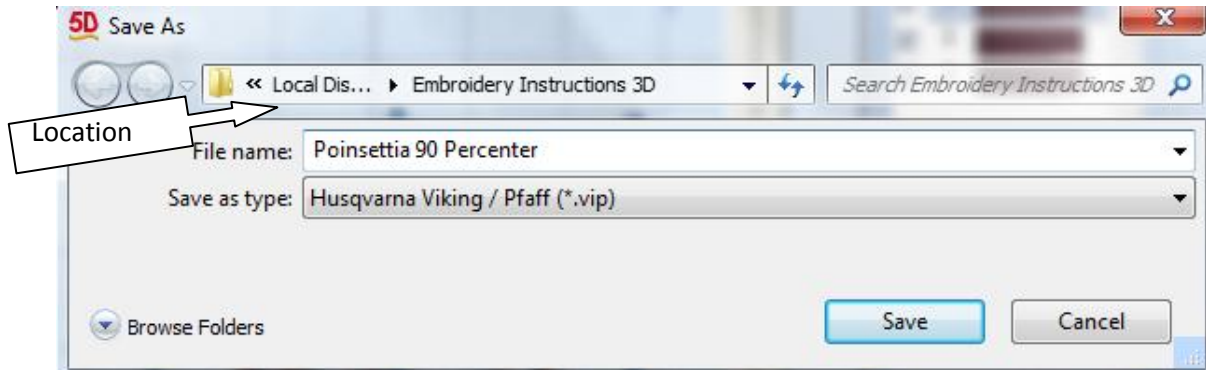 5D Save As
« Local Dis... ▸ Embroidery Instructions 3D Search Embroidery Instructions 3D
Location
File name: Poinsettia 90 Percenter
Save as type: Husqvarna Viking / Pfaff (*.vip)
Browse Folders Save Cancel